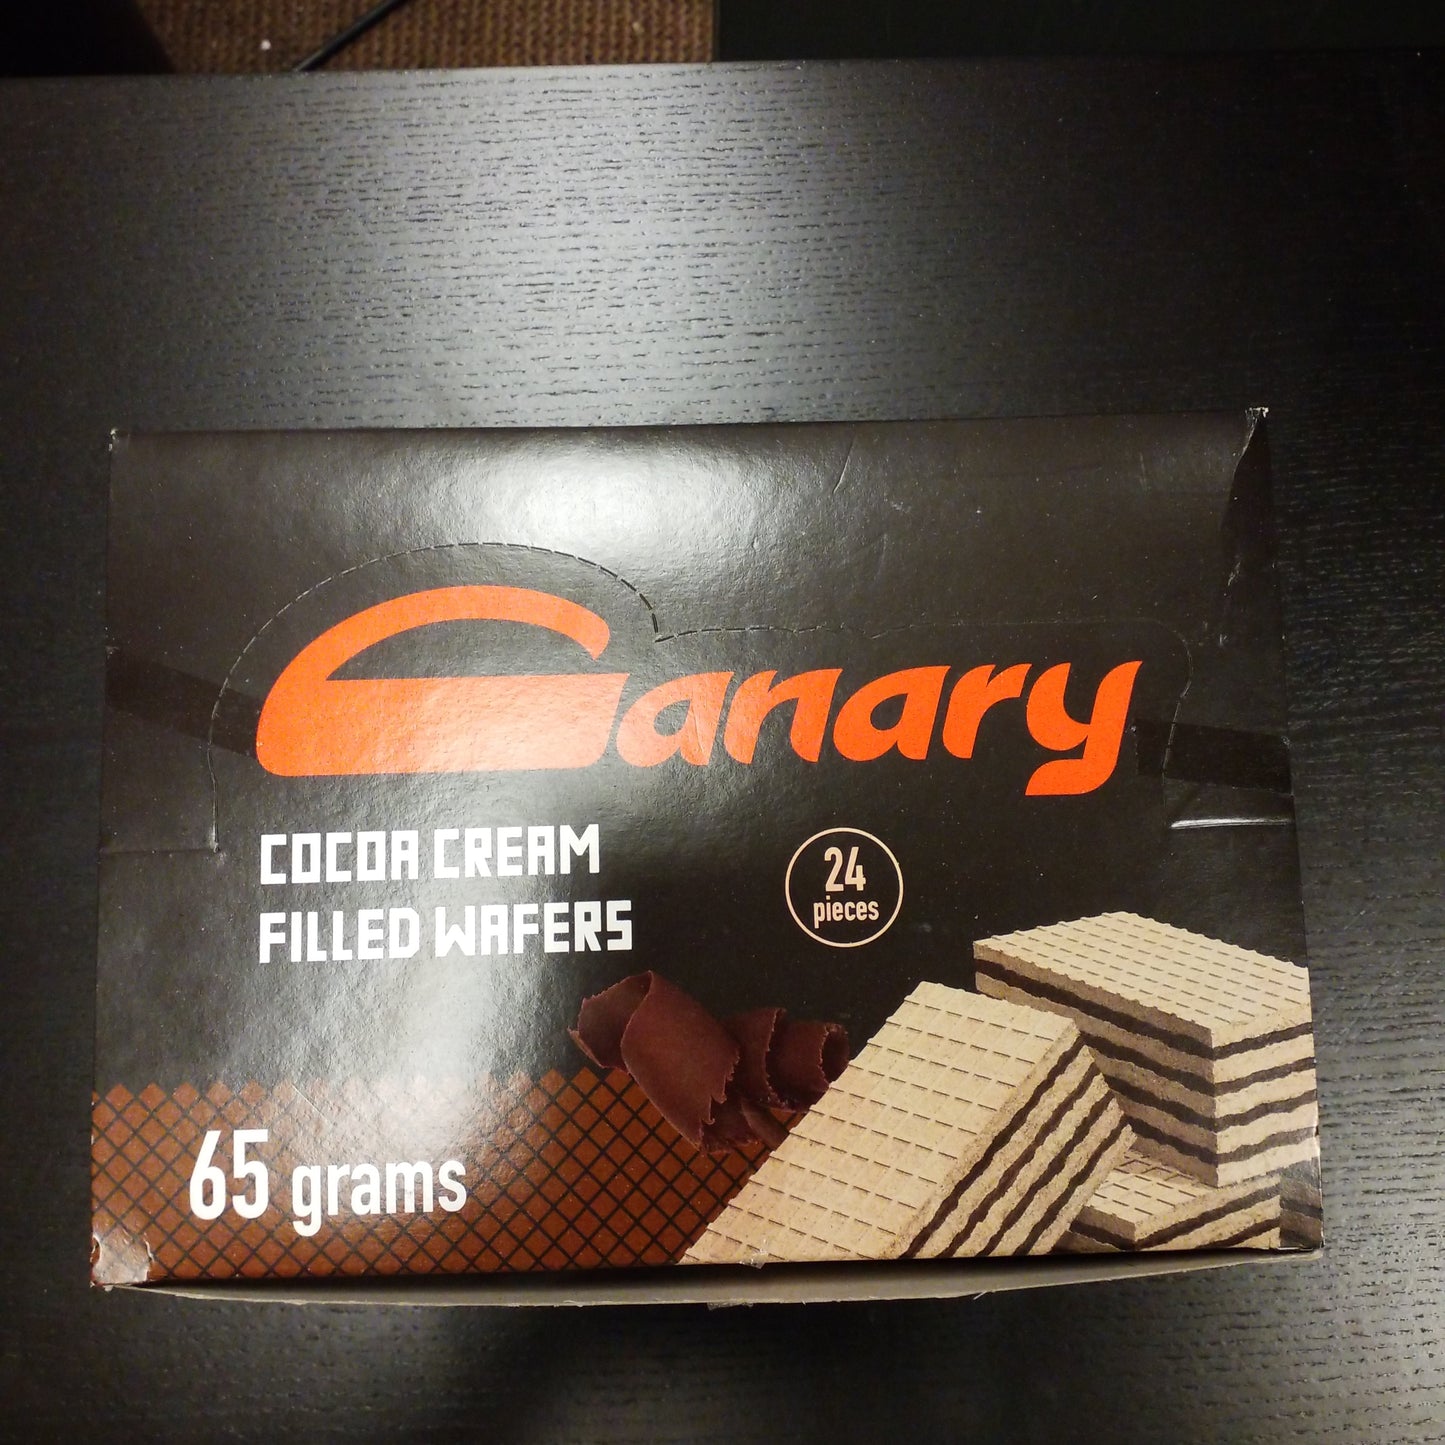 Canary
COCOA CREAM
FILLED WAFERS
24
pieces
65 grams